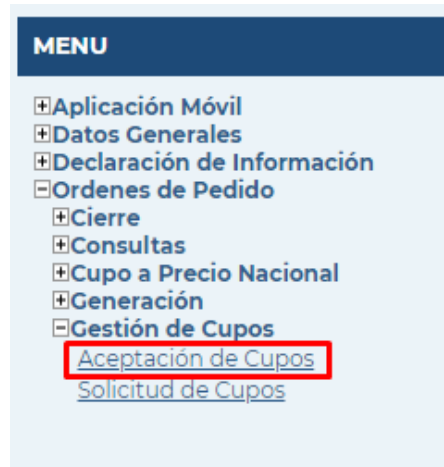 MENU
Aplicación Móvil
Datos Generales
Declaración de Información
Ordenes de Pedido
Cierre
Consultas
Cupo a Precio Nacional
Generación
Gestión de Cupos
Aceptación de Cupos
Solicitud de Cupos